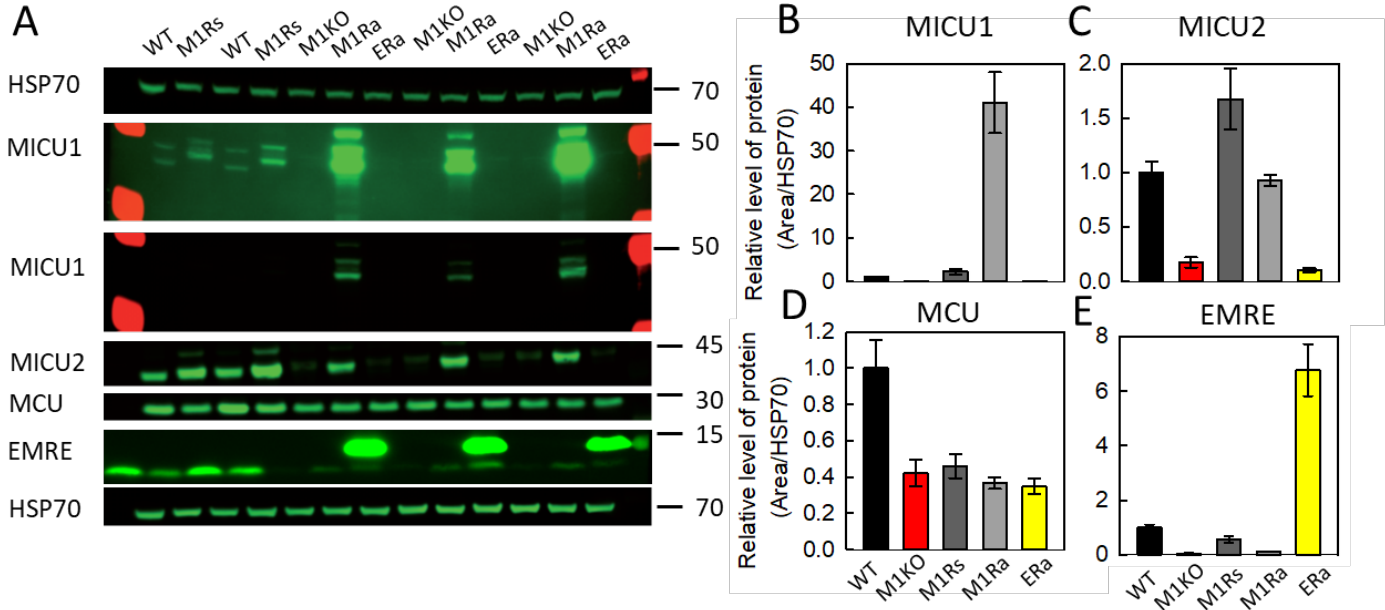 A
WT M1Rs WT M1Rs M1KO M1Ra ERa M1KO M1Ra ERa M1KO M1Ra ERa
HSP70
70
MICU1
50
MICU1
50
MICU2
45
MCU
30
EMRE
15
HSP70
70
B
MICU1
Relative level of protein
(Area/HSP70)
50
40
30
20
10
0
C
MICU2
2.0
1.5
1.0
0.5
0.0
D
MCU
Relative level of protein
(Area/HSP70)
1.2
1.0
0.8
0.6
0.4
0.2
0.0
WT M1KO M1Rs M1Ra ERa
E
EMRE
8
6
4
2
0
WT M1KO M1Rs M1Ra ERa